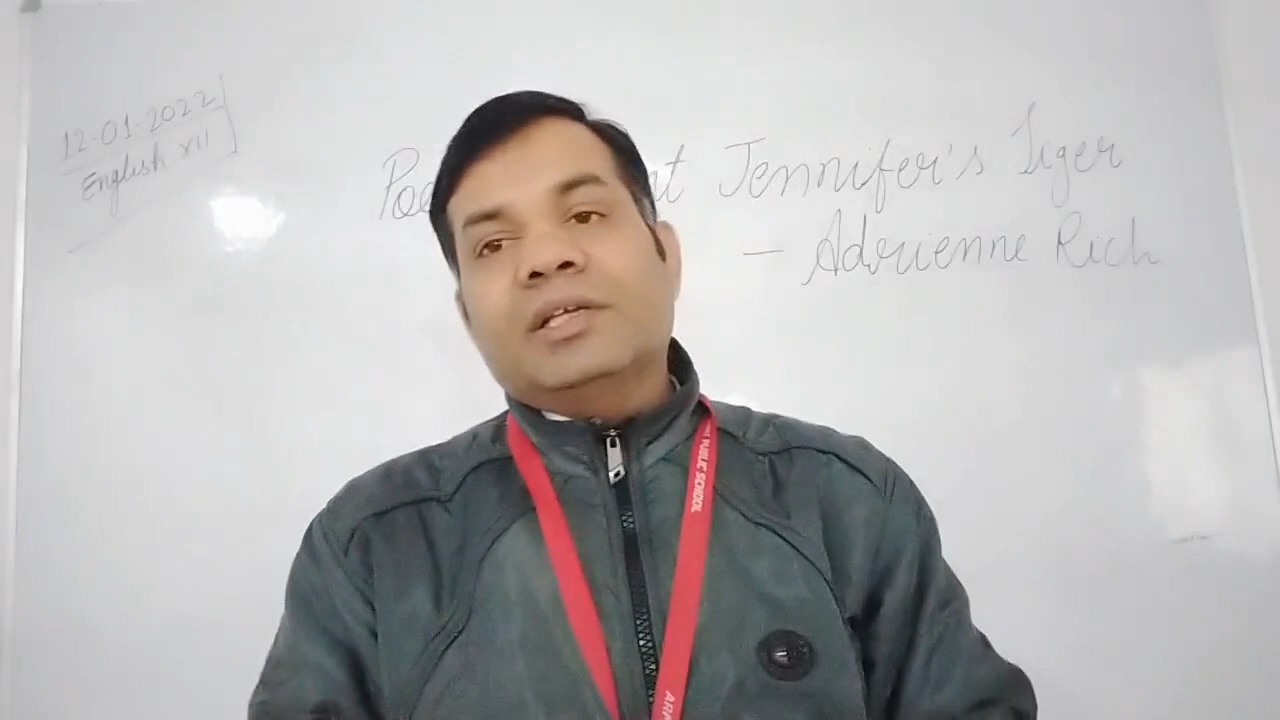 12-01-2022
English XII
Jennifer's Tiger
- Adrienne Rich
PUBLIC SCHOOL